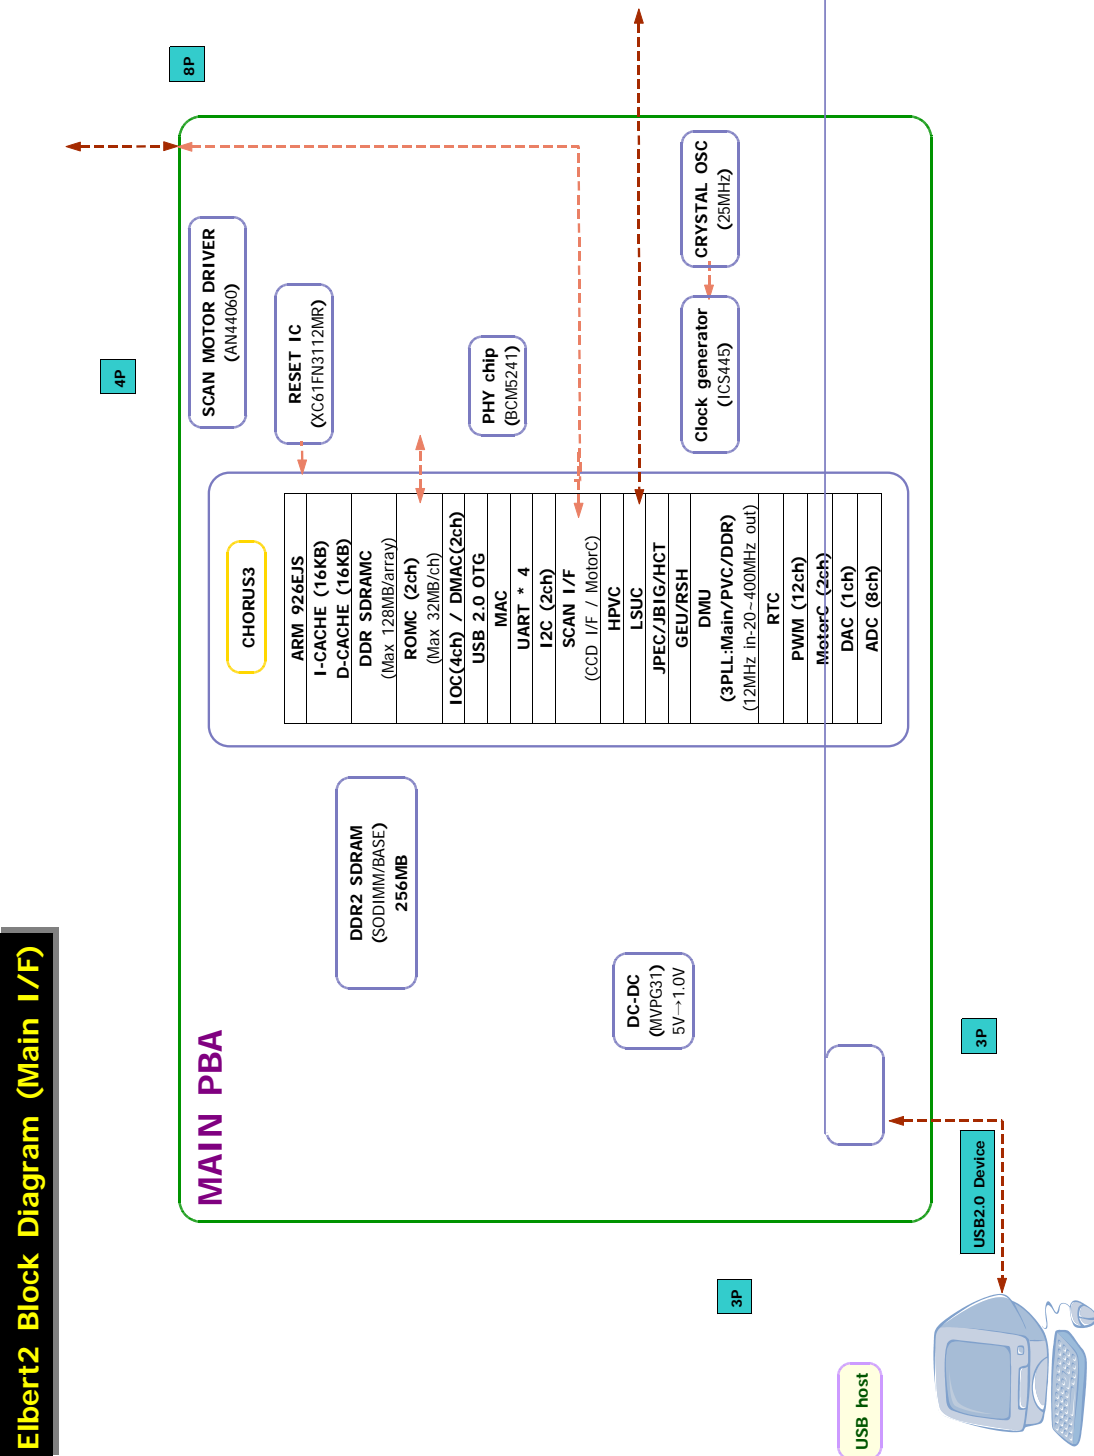 Elbert2 Block Diagram (Main I/F)
MAIN PBA
8P
4P
SCAN MOTOR DRIVER
(AN44060)
RESET IC
(XC61FN3112MR)
PHY chip
(BCM5241)
CRYSTAL OSC
(25MHz)
Clock generator
(ICS445)
CHORUS3
ARM 926EJS
I-CACHE (16KB)
D-CACHE (16KB)
DDR SDRAMC
(Max 128MB/array)
ROMC (2ch)
(Max 32MB/ch)
IOC(4ch) / DMAC(2ch)
USB 2.0 OTG
MAC
UART * 4
I2C (2ch)
SCAN I/F
(CCD I/F / MotorC)
HPVC
LSUC
JPEC/JBIG/HCT
GEU/RSH
DMU
(3PLL:Main/PVC/DDR)
(12MHz in-20~400MHz out)
RTC
PWM (12ch)
MotorC (2ch)
DAC (1ch)
ADC (8ch)
DDR2 SDRAM
(SODIMM/BASE)
256MB
DC-DC
(MVPG31)
5V→1.0V
3P
USB2.0 Device
3P
USB host